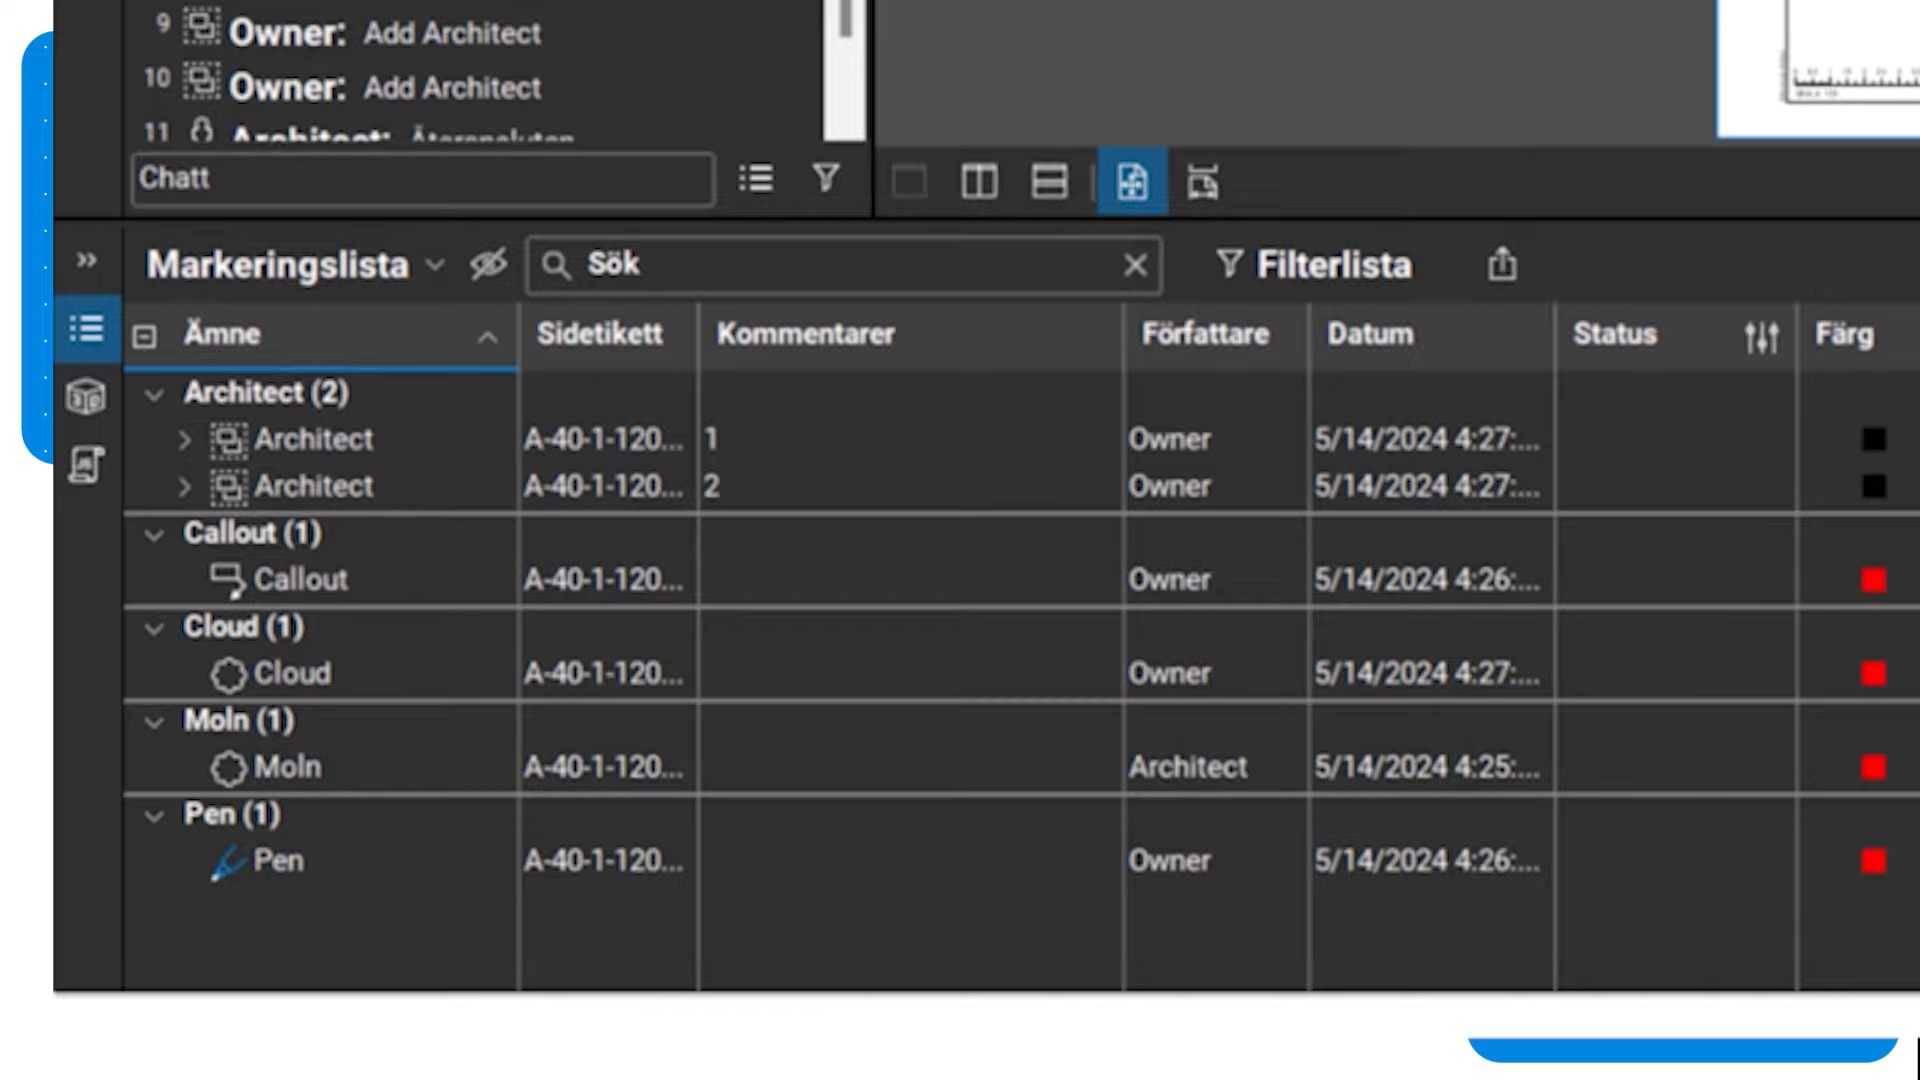 9 Owner: Add Architect
10 Owner: Add Architect
11 Architect: Återansluten
Chatt
Markeringslista Sök Filterlista
Ämne Sidetikett Kommentarer Författare Datum Status Färg
Architect (2)
Architect A-40-1-120... 1 Owner 5/14/2024 4:27:...
Architect A-40-1-120... 2 Owner 5/14/2024 4:27:...
Callout (1)
Callout A-40-1-120... Owner 5/14/2024 4:26:...
Cloud (1)
Cloud A-40-1-120... Owner 5/14/2024 4:27:...
Moln (1)
Moln A-40-1-120... Architect 5/14/2024 4:25:...
Pen (1)
Pen A-40-1-120... Owner 5/14/2024 4:26:...